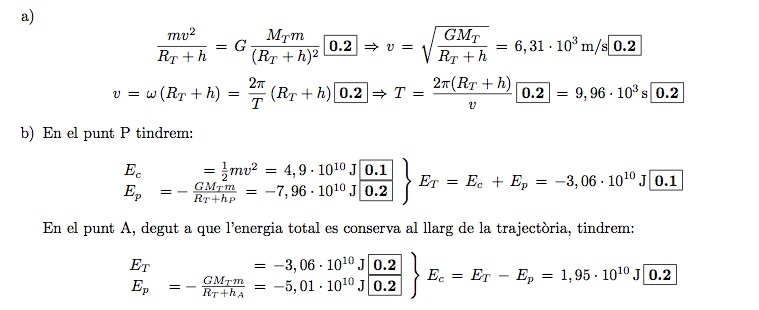 a)
mv²/(R_T + h) = G M_T m/(R_T + h)² 0.2 ⇒ v = √(GM_T/(R_T + h)) = 6,31 · 10³ m/s 0.2
v = ω (R_T + h) = 2π/T (R_T + h) 0.2 ⇒ T = 2π(R_T + h)/v 0.2 = 9,96 · 10³ s 0.2
b) En el punt P tindrem:
E_c = ½mv² = 4,9 · 10¹⁰ J 0.1
E_p = − GM_T m/(R_T+h_P) = −7,96 · 10¹⁰ J 0.2 } E_T = E_c + E_p = −3,06 · 10¹⁰ J 0.1
En el punt A, degut a que l'energia total es conserva al llarg de la trajectòria, tindrem:
E_T = −3,06 · 10¹⁰ J 0.2
E_p = − GM_T m/(R_T+h_A) = −5,01 · 10¹⁰ J 0.2 } E_c = E_T − E_p = 1,95 · 10¹⁰ J 0.2